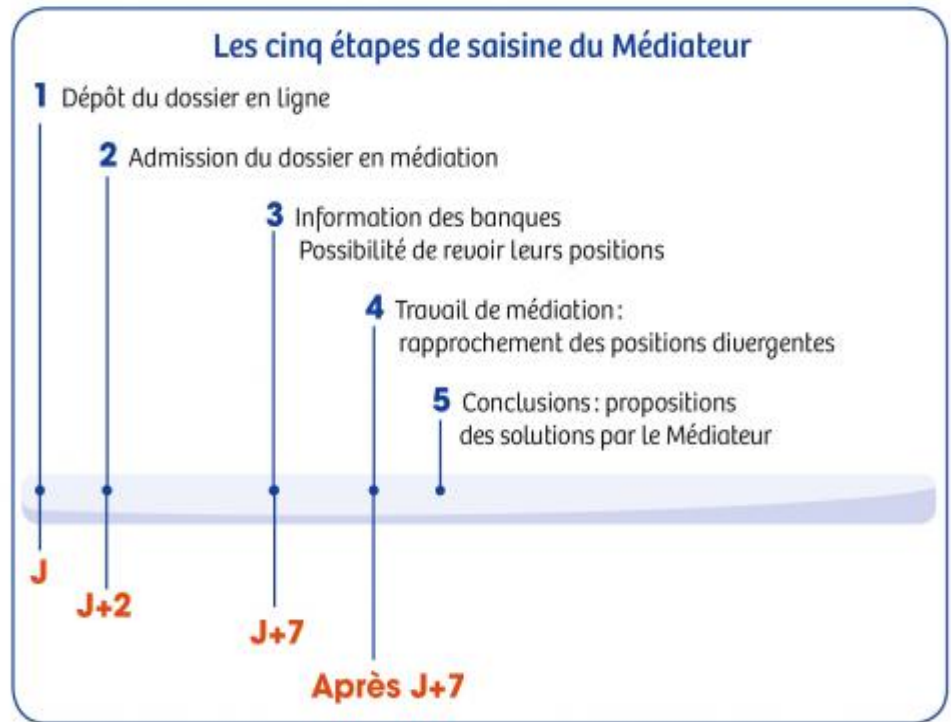 Les cinq étapes de saisine du Médiateur
1 Dépôt du dossier en ligne
2 Admission du dossier en médiation
3 Information des banques
Possibilité de revoir leurs positions
4 Travail de médiation :
rapprochement des positions divergentes
5 Conclusions : propositions
des solutions par le Médiateur
J
J+2
J+7
Après J+7